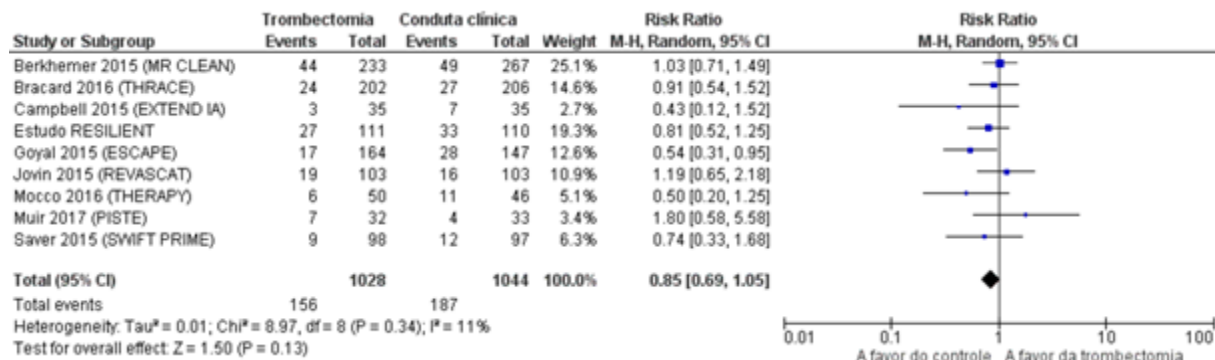 Trombectomia Conduta clínica Risk Ratio Risk Ratio
Study or Subgroup Events Total Events Total Weight M-H, Random, 95% CI M-H, Random, 95% CI
Berkhemer 2015 (MR CLEAN) 44 233 49 267 25.1% 1.03 [0.71, 1.49]
Bracard 2016 (THRACE) 24 202 27 206 14.6% 0.91 [0.54, 1.52]
Campbell 2015 (EXTEND IA) 3 35 7 35 2.7% 0.43 [0.12, 1.52]
Estudo RESILIENT 27 111 33 110 19.3% 0.81 [0.52, 1.25]
Goyal 2015 (ESCAPE) 17 164 28 147 12.6% 0.54 [0.31, 0.95]
Jovin 2015 (REVASCAT) 19 103 16 103 10.9% 1.19 [0.65, 2.18]
Mocco 2016 (THERAPY) 6 50 11 46 5.1% 0.50 [0.20, 1.25]
Muir 2017 (PISTE) 7 32 4 33 3.4% 1.80 [0.58, 5.58]
Saver 2015 (SWIFT PRIME) 9 98 12 97 6.3% 0.74 [0.33, 1.68]
Total (95% CI) 1028 1044 100.0% 0.85 [0.69, 1.05]
Total events 156 187
Heterogeneity: Tau² = 0.01; Chi² = 8.97, df = 8 (P = 0.34); I² = 11%
Test for overall effect: Z = 1.50 (P = 0.13)
0.01 0.1 1 10 100
A favor do controle A favor da trombectomia